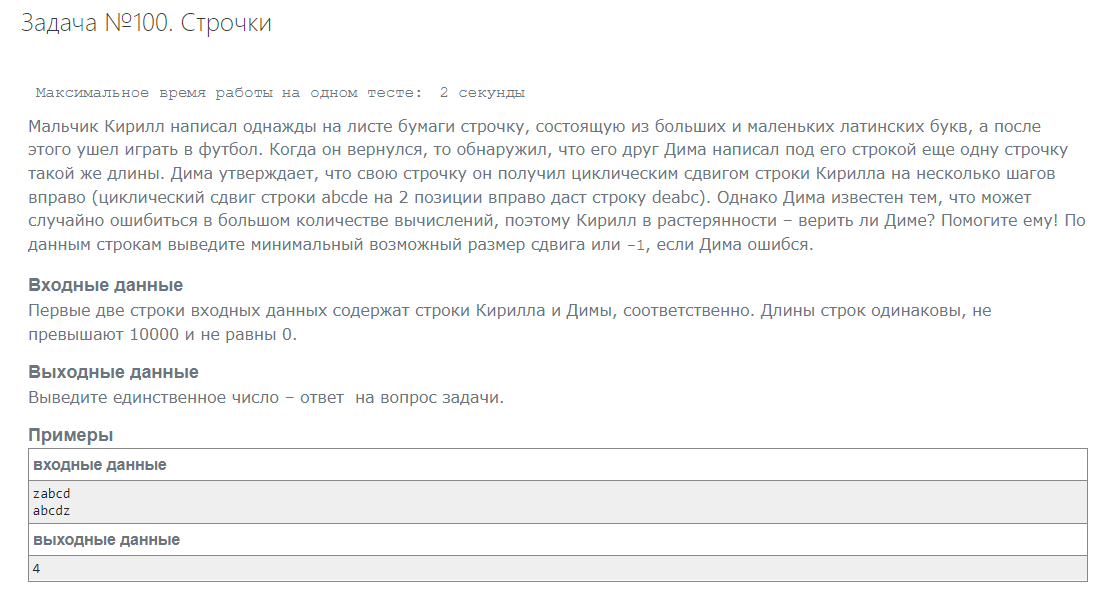 Задача №100. Строчки
Максимальное время работы на одном тесте: 2 секунды
Мальчик Кирилл написал однажды на листе бумаги строчку, состоящую из больших и маленьких латинских букв, а после
этого ушел играть в футбол. Когда он вернулся, то обнаружил, что его друг Дима написал под его строкой еще одну строчку
такой же длины. Дима утверждает, что свою строчку он получил циклическим сдвигом строки Кирилла на несколько шагов
вправо (циклический сдвиг строки abcde на 2 позиции вправо даст строку deabc). Однако Дима известен тем, что может
случайно ошибиться в большом количестве вычислений, поэтому Кирилл в растерянности – верить ли Диме? Помогите ему! По
данным строкам выведите минимальный возможный размер сдвига или -1, если Дима ошибся.
Входные данные
Первые две строки входных данных содержат строки Кирилла и Димы, соответственно. Длины строк одинаковы, не
превышают 10000 и не равны 0.
Выходные данные
Выведите единственное число – ответ  на вопрос задачи.
Примеры
входные данные
zabcd
abcdz
выходные данные
4